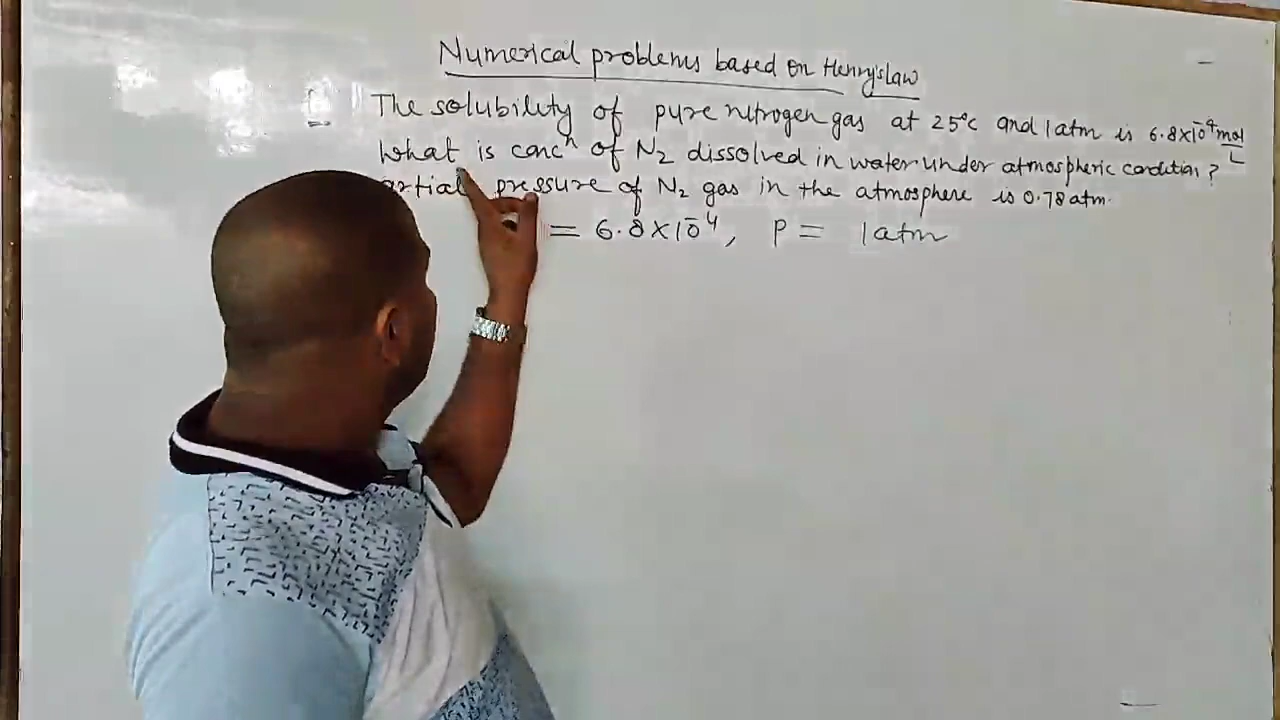 Numerical problems based on Henry's law
The solubility of pure nitrogen gas at 25°c and 1atm is 6.8×10⁻⁴ mol/L
What is concⁿ of N₂ dissolved in water under atmospheric condition?
artial pressure of N₂ gas in the atmosphere is 0.78 atm.
= 6.8×10⁻⁴, P = 1atm